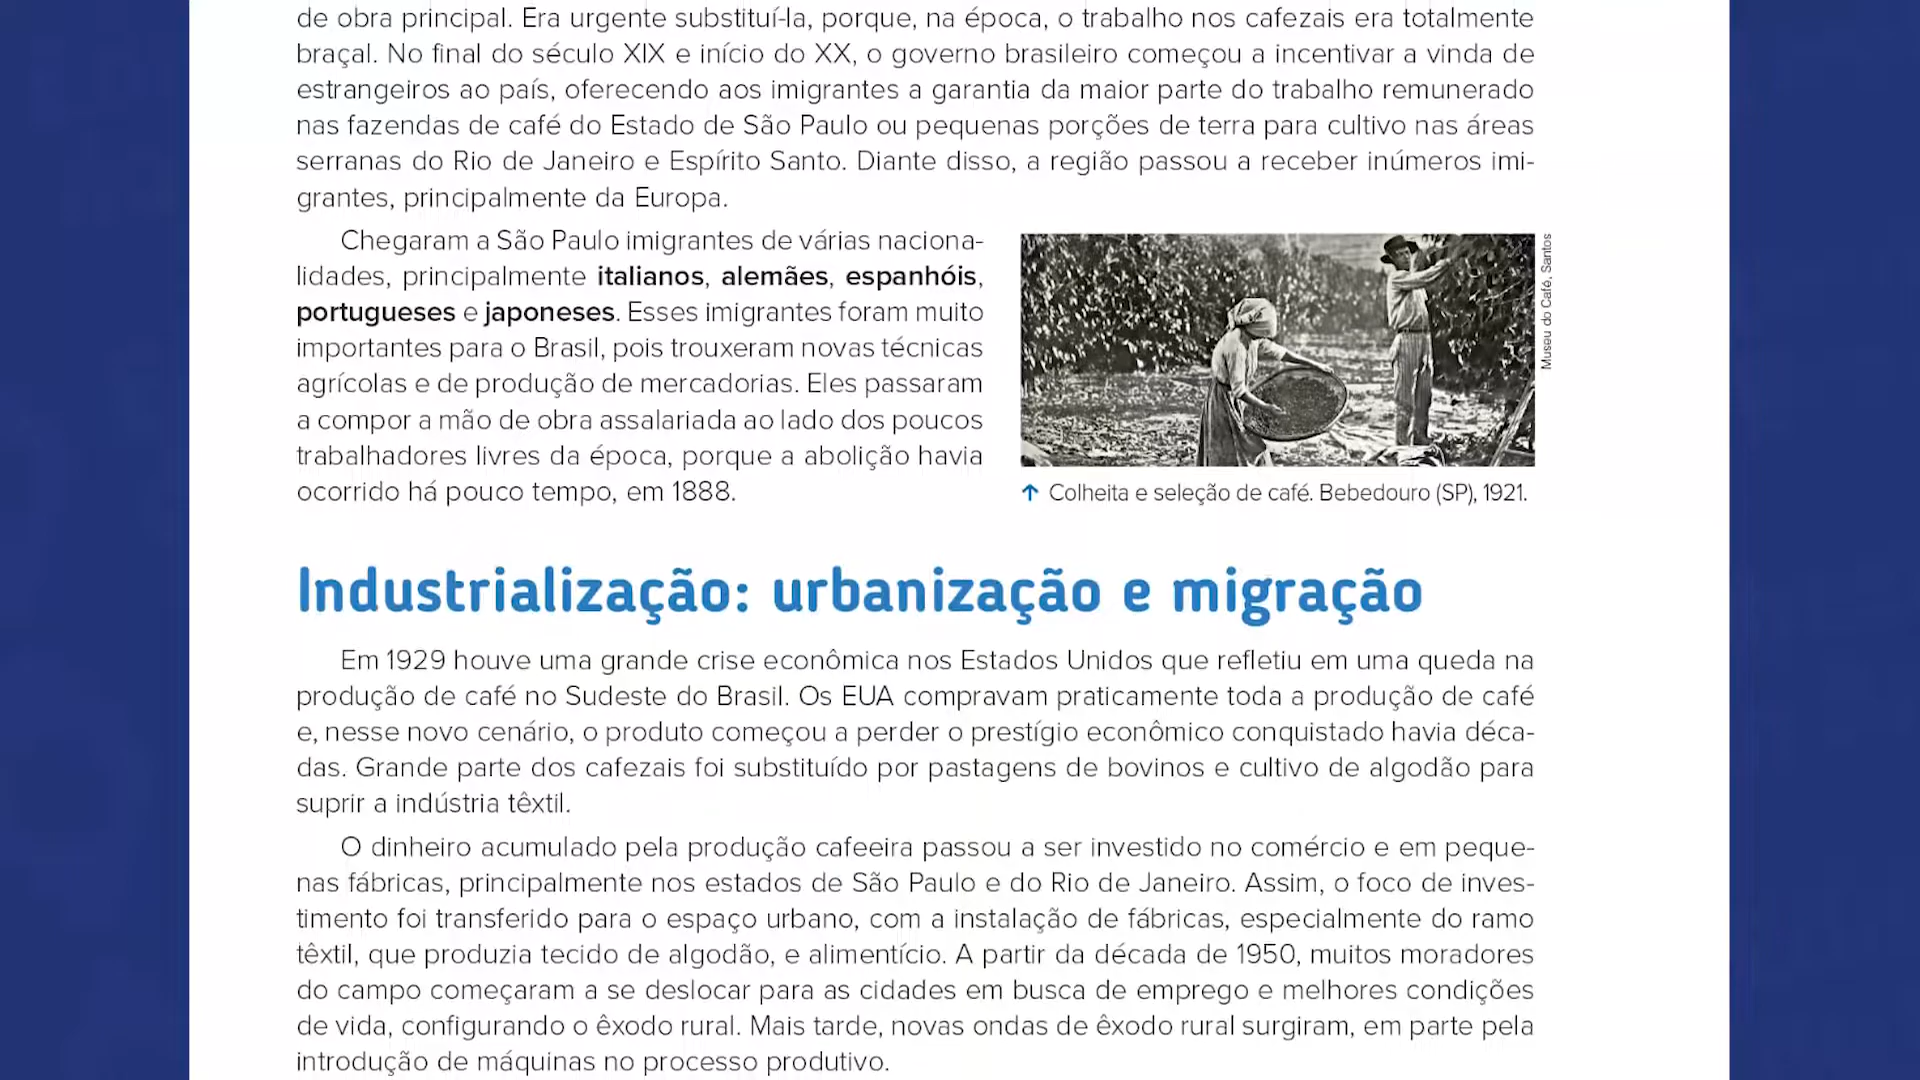 de obra principal. Era urgente substituí-la, porque, na época, o trabalho nos cafezais era totalmente
braçal. No final do século XIX e início do XX, o governo brasileiro começou a incentivar a vinda de
estrangeiros ao país, oferecendo aos imigrantes a garantia da maior parte do trabalho remunerado
nas fazendas de café do Estado de São Paulo ou pequenas porções de terra para cultivo nas áreas
serranas do Rio de Janeiro e Espírito Santo. Diante disso, a região passou a receber inúmeros imi-
grantes, principalmente da Europa.
Chegaram a São Paulo imigrantes de várias naciona-
lidades, principalmente italianos, alemães, espanhóis,
portugueses e japoneses. Esses imigrantes foram muito
importantes para o Brasil, pois trouxeram novas técnicas
agrícolas e de produção de mercadorias. Eles passaram
a compor a mão de obra assalariada ao lado dos poucos
trabalhadores livres da época, porque a abolição havia
ocorrido há pouco tempo, em 1888.
Museu do Café, Santos
↑ Colheita e seleção de café. Bebedouro (SP), 1921.
Industrialização: urbanização e migração
Em 1929 houve uma grande crise econômica nos Estados Unidos que refletiu em uma queda na
produção de café no Sudeste do Brasil. Os EUA compravam praticamente toda a produção de café
e, nesse novo cenário, o produto começou a perder o prestígio econômico conquistado havia déca-
das. Grande parte dos cafezais foi substituído por pastagens de bovinos e cultivo de algodão para
suprir a indústria têxtil.
O dinheiro acumulado pela produção cafeeira passou a ser investido no comércio e em peque-
nas fábricas, principalmente nos estados de São Paulo e do Rio de Janeiro. Assim, o foco de inves-
timento foi transferido para o espaço urbano, com a instalação de fábricas, especialmente do ramo
têxtil, que produzia tecido de algodão, e alimentício. A partir da década de 1950, muitos moradores
do campo começaram a se deslocar para as cidades em busca de emprego e melhores condições
de vida, configurando o êxodo rural. Mais tarde, novas ondas de êxodo rural surgiram, em parte pela
introdução de máquinas no processo produtivo.